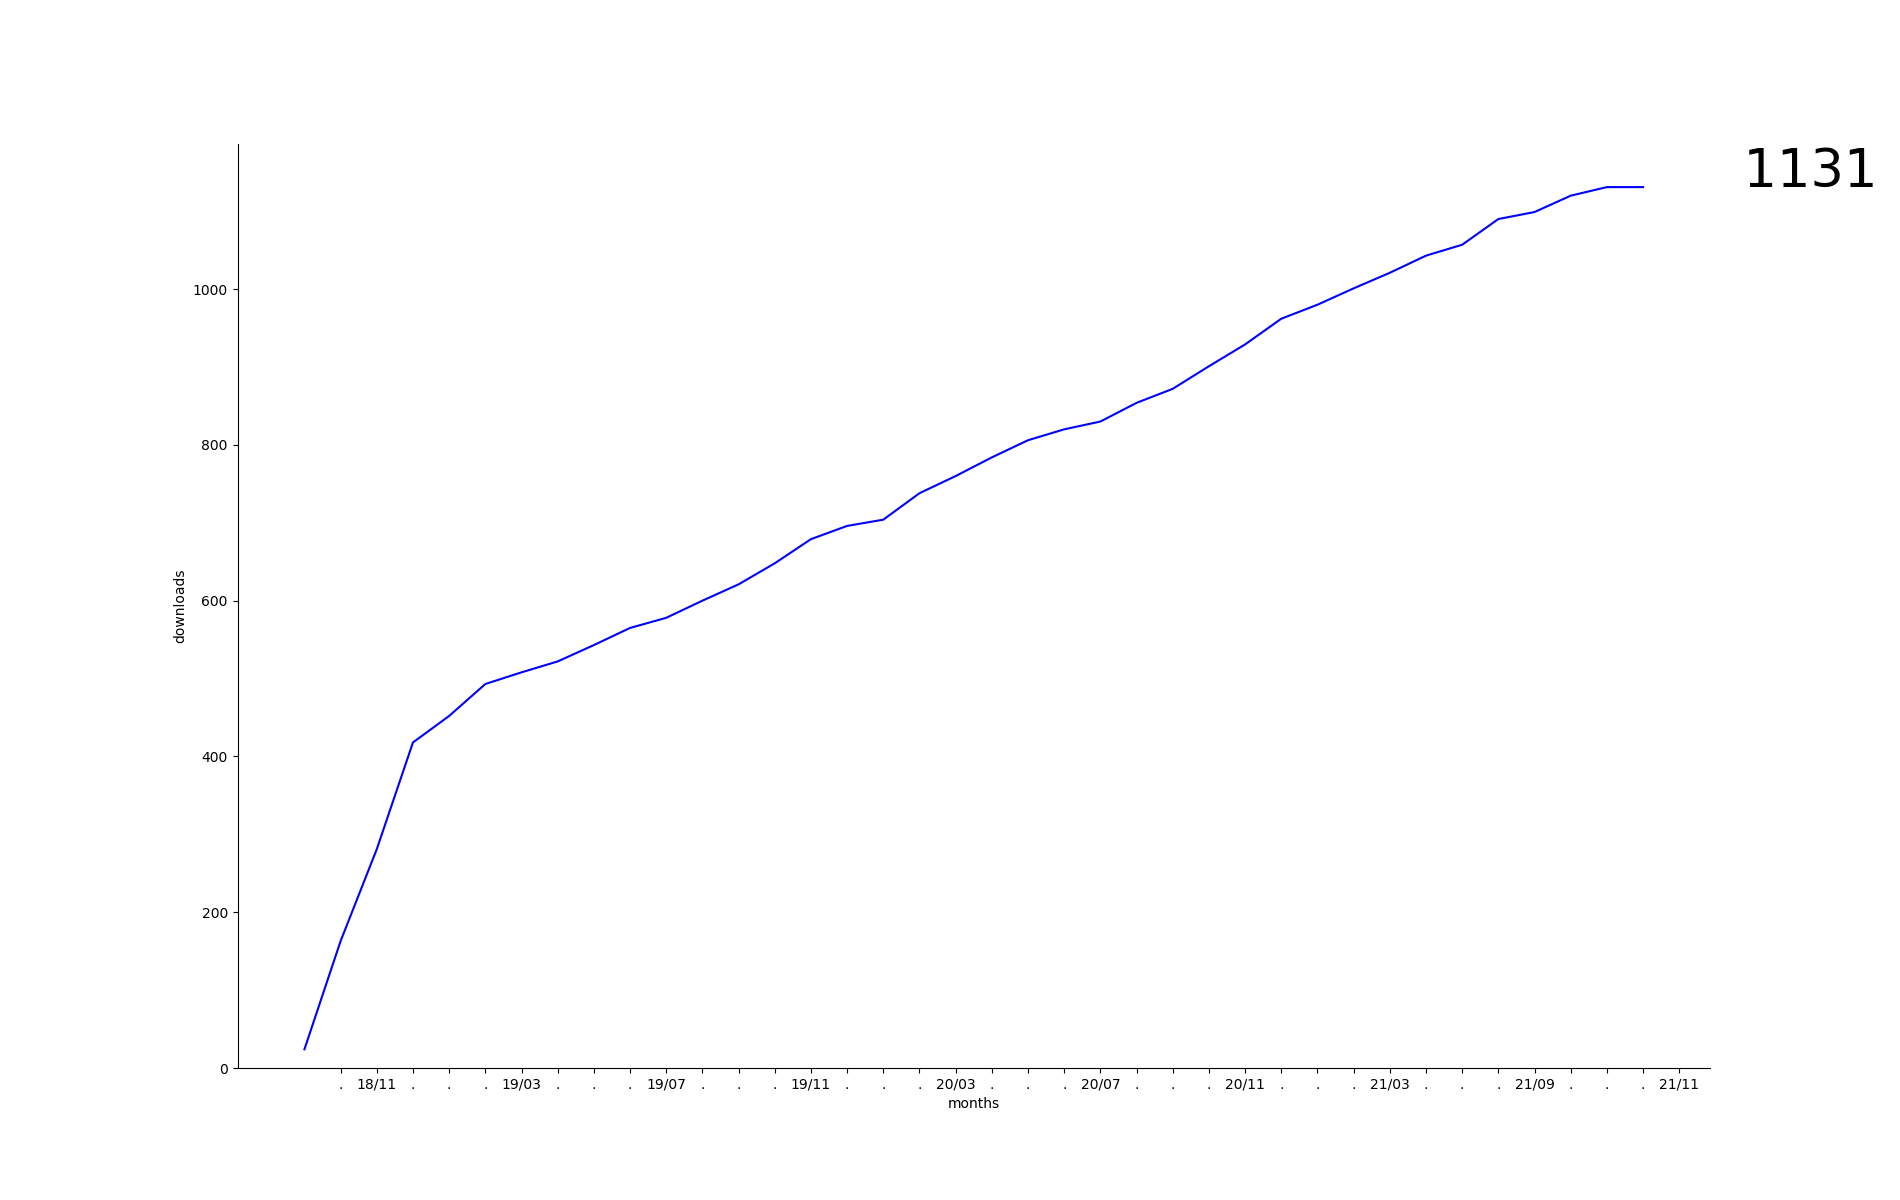 1131
1000
800
600
400
200
0
downloads
. 18/11 . . . 19/03 . . . 19/07 . . . 19/11 . . . 20/03 . . . 20/07 . . . 20/11 . . . 21/03 . . . 21/09 . . . 21/11
months